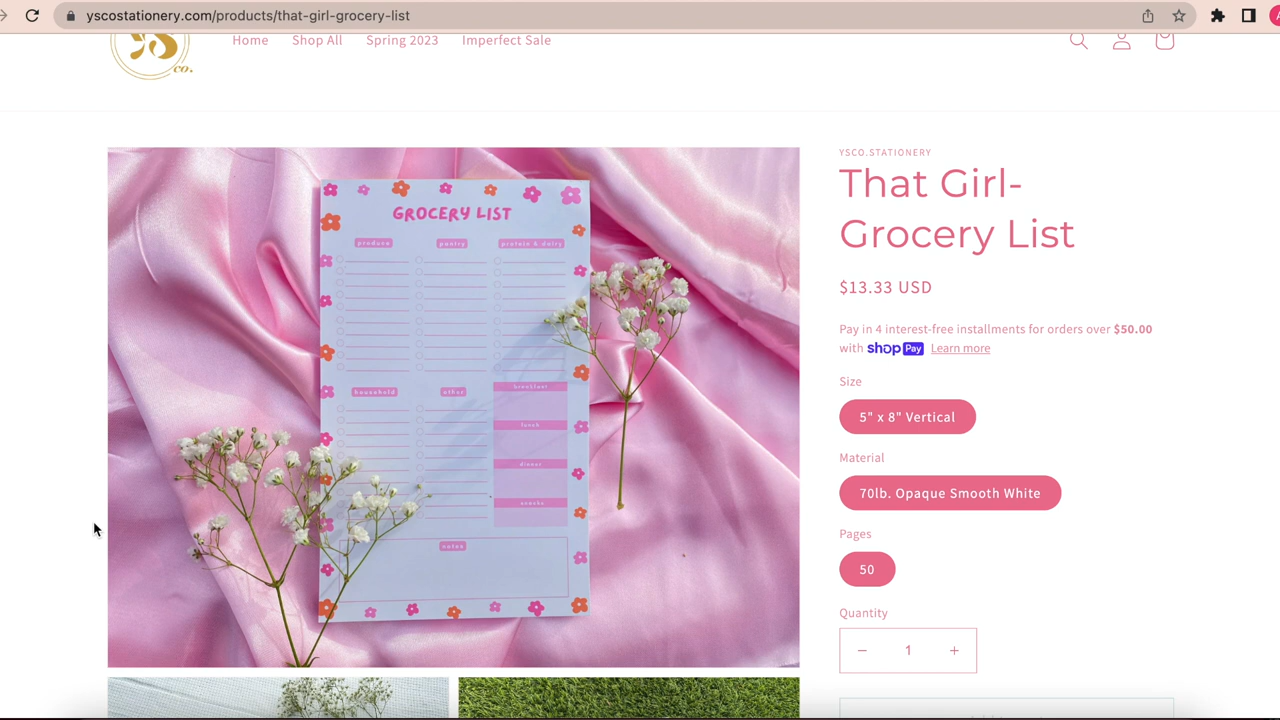 yscostationery.com/products/that-girl-grocery-list
YS
co.
Home Shop All Spring 2023 Imperfect Sale
GROCERY LIST
produce pantry protein & dairy
household other breakfast
lunch
dinner
snacks
notes
YSCO.STATIONERY
That Girl-
Grocery List
$13.33 USD
Pay in 4 interest-free installments for orders over $50.00
with shop Pay Learn more
Size
5" x 8" Vertical
Material
70lb. Opaque Smooth White
Pages
50
Quantity
− 1 +